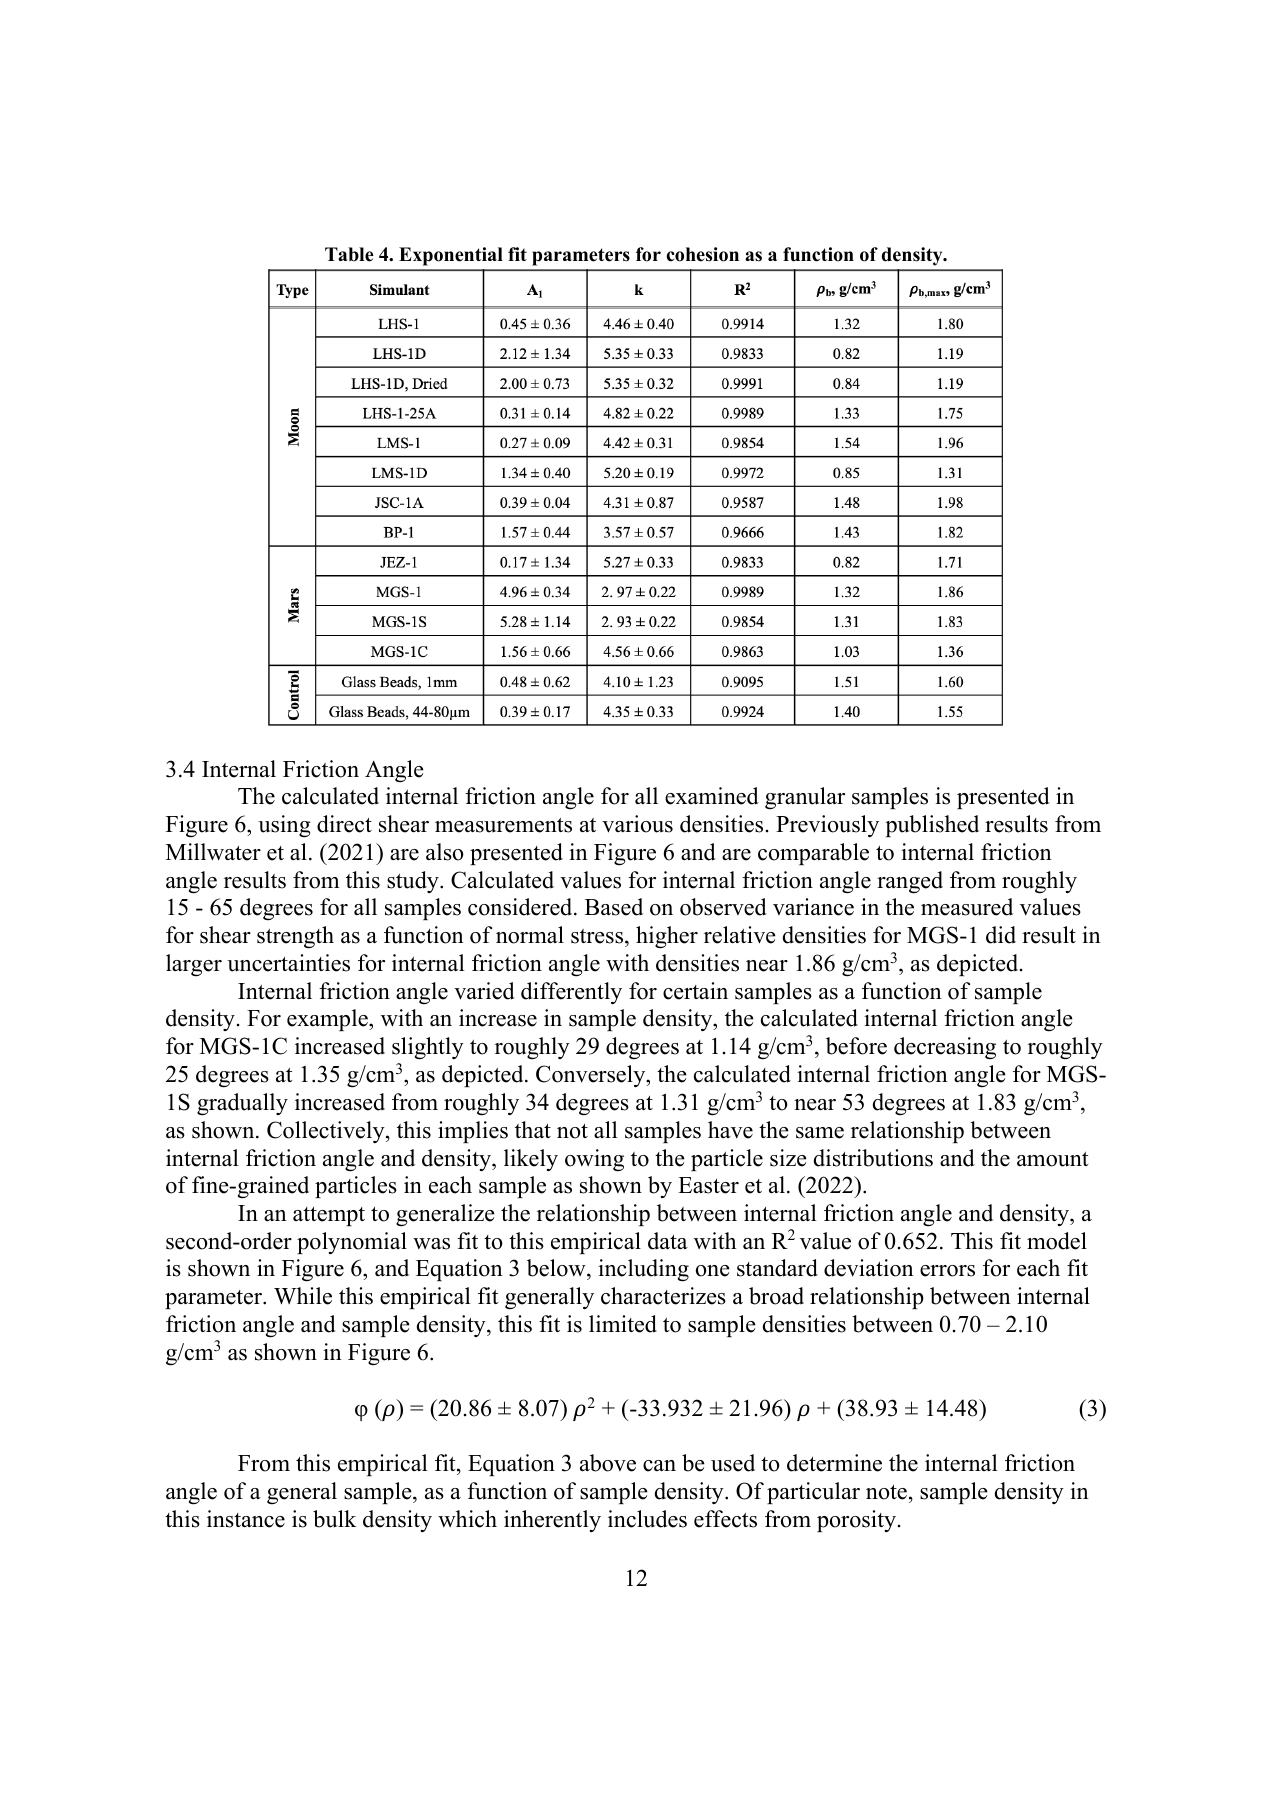 Table 4. Exponential fit parameters for cohesion as a function of density.
Type Simulant A₁ k R² ρb, g/cm³ ρb,max, g/cm³
Moon
LHS-1 0.45 ± 0.36 4.46 ± 0.40 0.9914 1.32 1.80
LHS-1D 2.12 ± 1.34 5.35 ± 0.33 0.9833 0.82 1.19
LHS-1D, Dried 2.00 ± 0.73 5.35 ± 0.32 0.9991 0.84 1.19
LHS-1-25A 0.31 ± 0.14 4.82 ± 0.22 0.9989 1.33 1.75
LMS-1 0.27 ± 0.09 4.42 ± 0.31 0.9854 1.54 1.96
LMS-1D 1.34 ± 0.40 5.20 ± 0.19 0.9972 0.85 1.31
JSC-1A 0.39 ± 0.04 4.31 ± 0.87 0.9587 1.48 1.98
BP-1 1.57 ± 0.44 3.57 ± 0.57 0.9666 1.43 1.82
Mars
JEZ-1 0.17 ± 1.34 5.27 ± 0.33 0.9833 0.82 1.71
MGS-1 4.96 ± 0.34 2. 97 ± 0.22 0.9989 1.32 1.86
MGS-1S 5.28 ± 1.14 2. 93 ± 0.22 0.9854 1.31 1.83
MGS-1C 1.56 ± 0.66 4.56 ± 0.66 0.9863 1.03 1.36
Control
Glass Beads, 1mm 0.48 ± 0.62 4.10 ± 1.23 0.9095 1.51 1.60
Glass Beads, 44-80μm 0.39 ± 0.17 4.35 ± 0.33 0.9924 1.40 1.55
3.4 Internal Friction Angle
The calculated internal friction angle for all examined granular samples is presented in
Figure 6, using direct shear measurements at various densities. Previously published results from
Millwater et al. (2021) are also presented in Figure 6 and are comparable to internal friction
angle results from this study. Calculated values for internal friction angle ranged from roughly
15 - 65 degrees for all samples considered. Based on observed variance in the measured values
for shear strength as a function of normal stress, higher relative densities for MGS-1 did result in
larger uncertainties for internal friction angle with densities near 1.86 g/cm³, as depicted.
Internal friction angle varied differently for certain samples as a function of sample
density. For example, with an increase in sample density, the calculated internal friction angle
for MGS-1C increased slightly to roughly 29 degrees at 1.14 g/cm³, before decreasing to roughly
25 degrees at 1.35 g/cm³, as depicted. Conversely, the calculated internal friction angle for MGS-
1S gradually increased from roughly 34 degrees at 1.31 g/cm³ to near 53 degrees at 1.83 g/cm³,
as shown. Collectively, this implies that not all samples have the same relationship between
internal friction angle and density, likely owing to the particle size distributions and the amount
of fine-grained particles in each sample as shown by Easter et al. (2022).
In an attempt to generalize the relationship between internal friction angle and density, a
second-order polynomial was fit to this empirical data with an R² value of 0.652. This fit model
is shown in Figure 6, and Equation 3 below, including one standard deviation errors for each fit
parameter. While this empirical fit generally characterizes a broad relationship between internal
friction angle and sample density, this fit is limited to sample densities between 0.70 – 2.10
g/cm³ as shown in Figure 6.
φ (ρ) = (20.86 ± 8.07) ρ² + (-33.932 ± 21.96) ρ + (38.93 ± 14.48) (3)
From this empirical fit, Equation 3 above can be used to determine the internal friction
angle of a general sample, as a function of sample density. Of particular note, sample density in
this instance is bulk density which inherently includes effects from porosity.
12